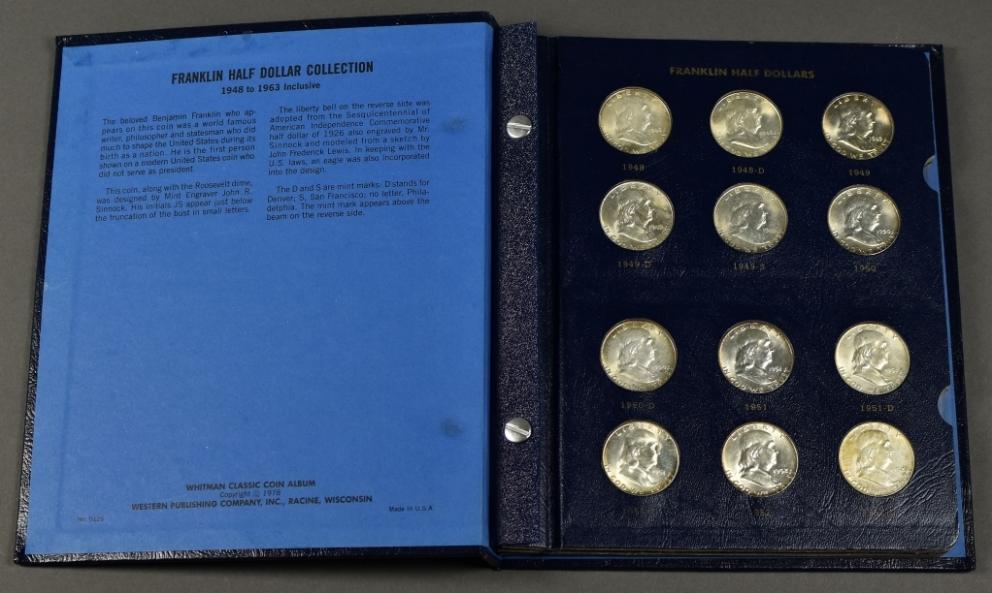 FRANKLIN HALF DOLLAR COLLECTION
1948 to 1963 Inclusive
The beloved Benjamin Franklin who ap-
pears on this coin was a world famous
writer, philosopher and statesman who did
much to shape the United States during its
birth as a nation. He is the first person
shown on a modern United States coin who
did not serve as president.
This coin, along with the Roosevelt dime,
was designed by Mint Engraver John R.
Sinnock. His initials JS appear just below
the truncation of the bust in small letters.
The liberty bell on the reverse side was
adopted from the Sesquicentennial of
American Independence Commemorative
half dollar of 1926 also engraved by Mr.
Sinnock and modeled from a sketch by
John Frederick Lewis. In keeping with the
U.S. laws, an eagle was also incorporated
into the design.
The D and S are mint marks: D stands for
Denver; S, San Francisco; no letter, Phila-
delphia. The mint mark appears above the
beam on the reverse side.
WHITMAN CLASSIC COIN ALBUM
Copyright © 1978
WESTERN PUBLISHING COMPANY, INC., RACINE, WISCONSIN
Made in U.S.A
FRANKLIN HALF DOLLARS
1948 1948-D 1949
1949-D 1949-S 1950
1950-D 1951 1951-D